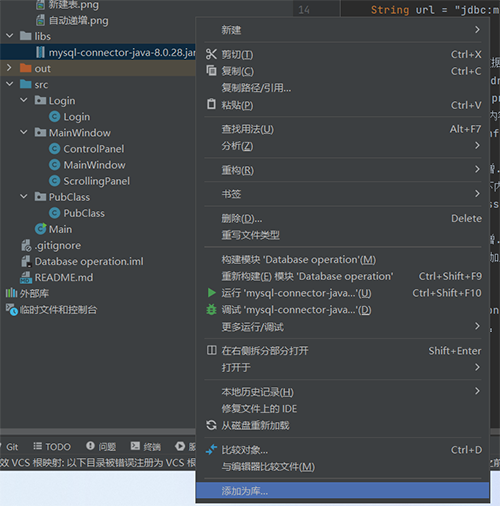 新建表.png
自动递增.png
libs
mysql-connector-java-8.0.28.jar
out
src
Login
Login
MainWindow
ControlPanel
MainWindow
ScrollingPanel
PubClass
PubClass
Main
.gitignore
Database operation.iml
README.md
外部库
临时文件和控制台
14 String url = "jdbc:m
新建
剪切(T) Ctrl+X
复制(C) Ctrl+C
复制路径/引用...
粘贴(P) Ctrl+V
查找用法(U) Alt+F7
分析(Z)
重构(R)
书签
删除(D)... Delete
重写文件类型
构建模块 'Database operation'(M)
重新构建(E) 模块 'Database operation' Ctrl+Shift+F9
运行 'mysql-connector-java...'(U) Ctrl+Shift+F10
调试 'mysql-connector-java...'(D)
更多运行/调试
在右侧拆分部分打开 Shift+Enter
打开于
本地历史记录(H)
修复文件上的 IDE
从磁盘重新加载
比较对象... Ctrl+D
与编辑器比较文件(M)
添加为库...
Git TODO 问题 终端
效 VCS 根映射: 以下目录被错误注册为 VCS 根